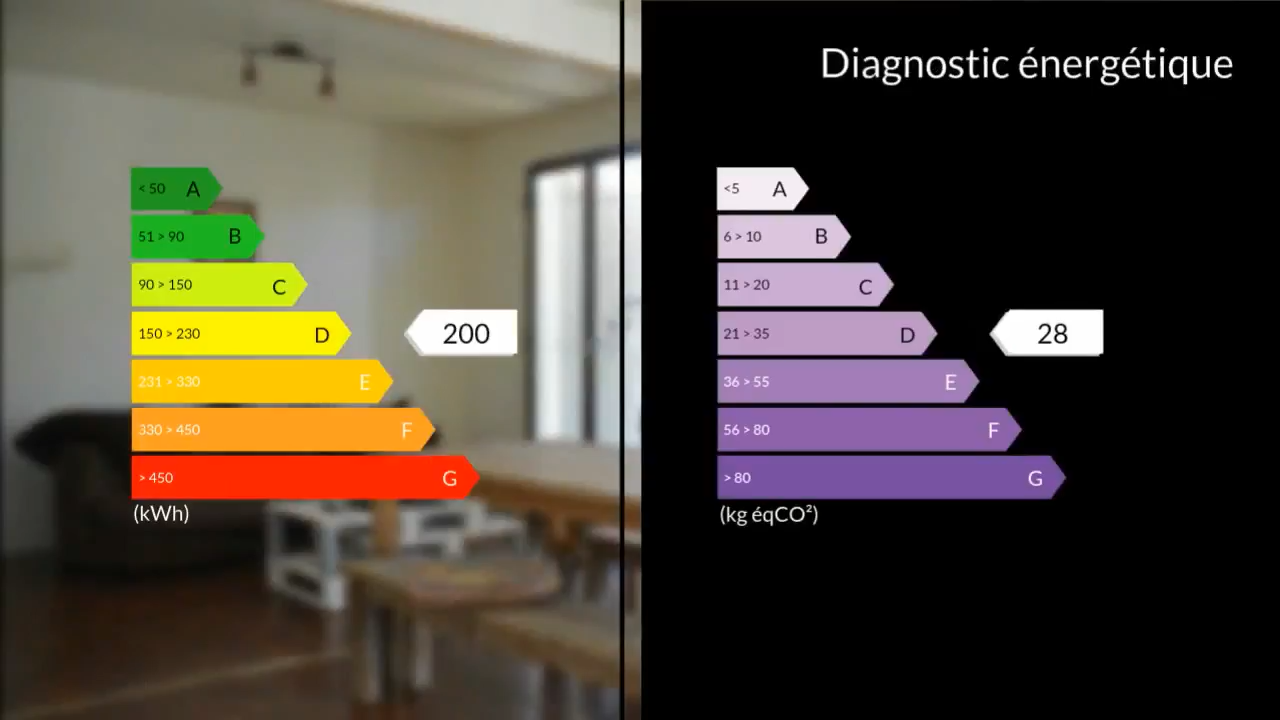 Diagnostic énergétique
< 50 A
51 > 90 B
90 > 150 C
150 > 230 D
200
231 > 330 E
330 > 450 F
> 450 G
(kWh)
<5 A
6 > 10 B
11 > 20 C
21 > 35 D
28
36 > 55 E
56 > 80 F
> 80 G
(kg éqCO²)